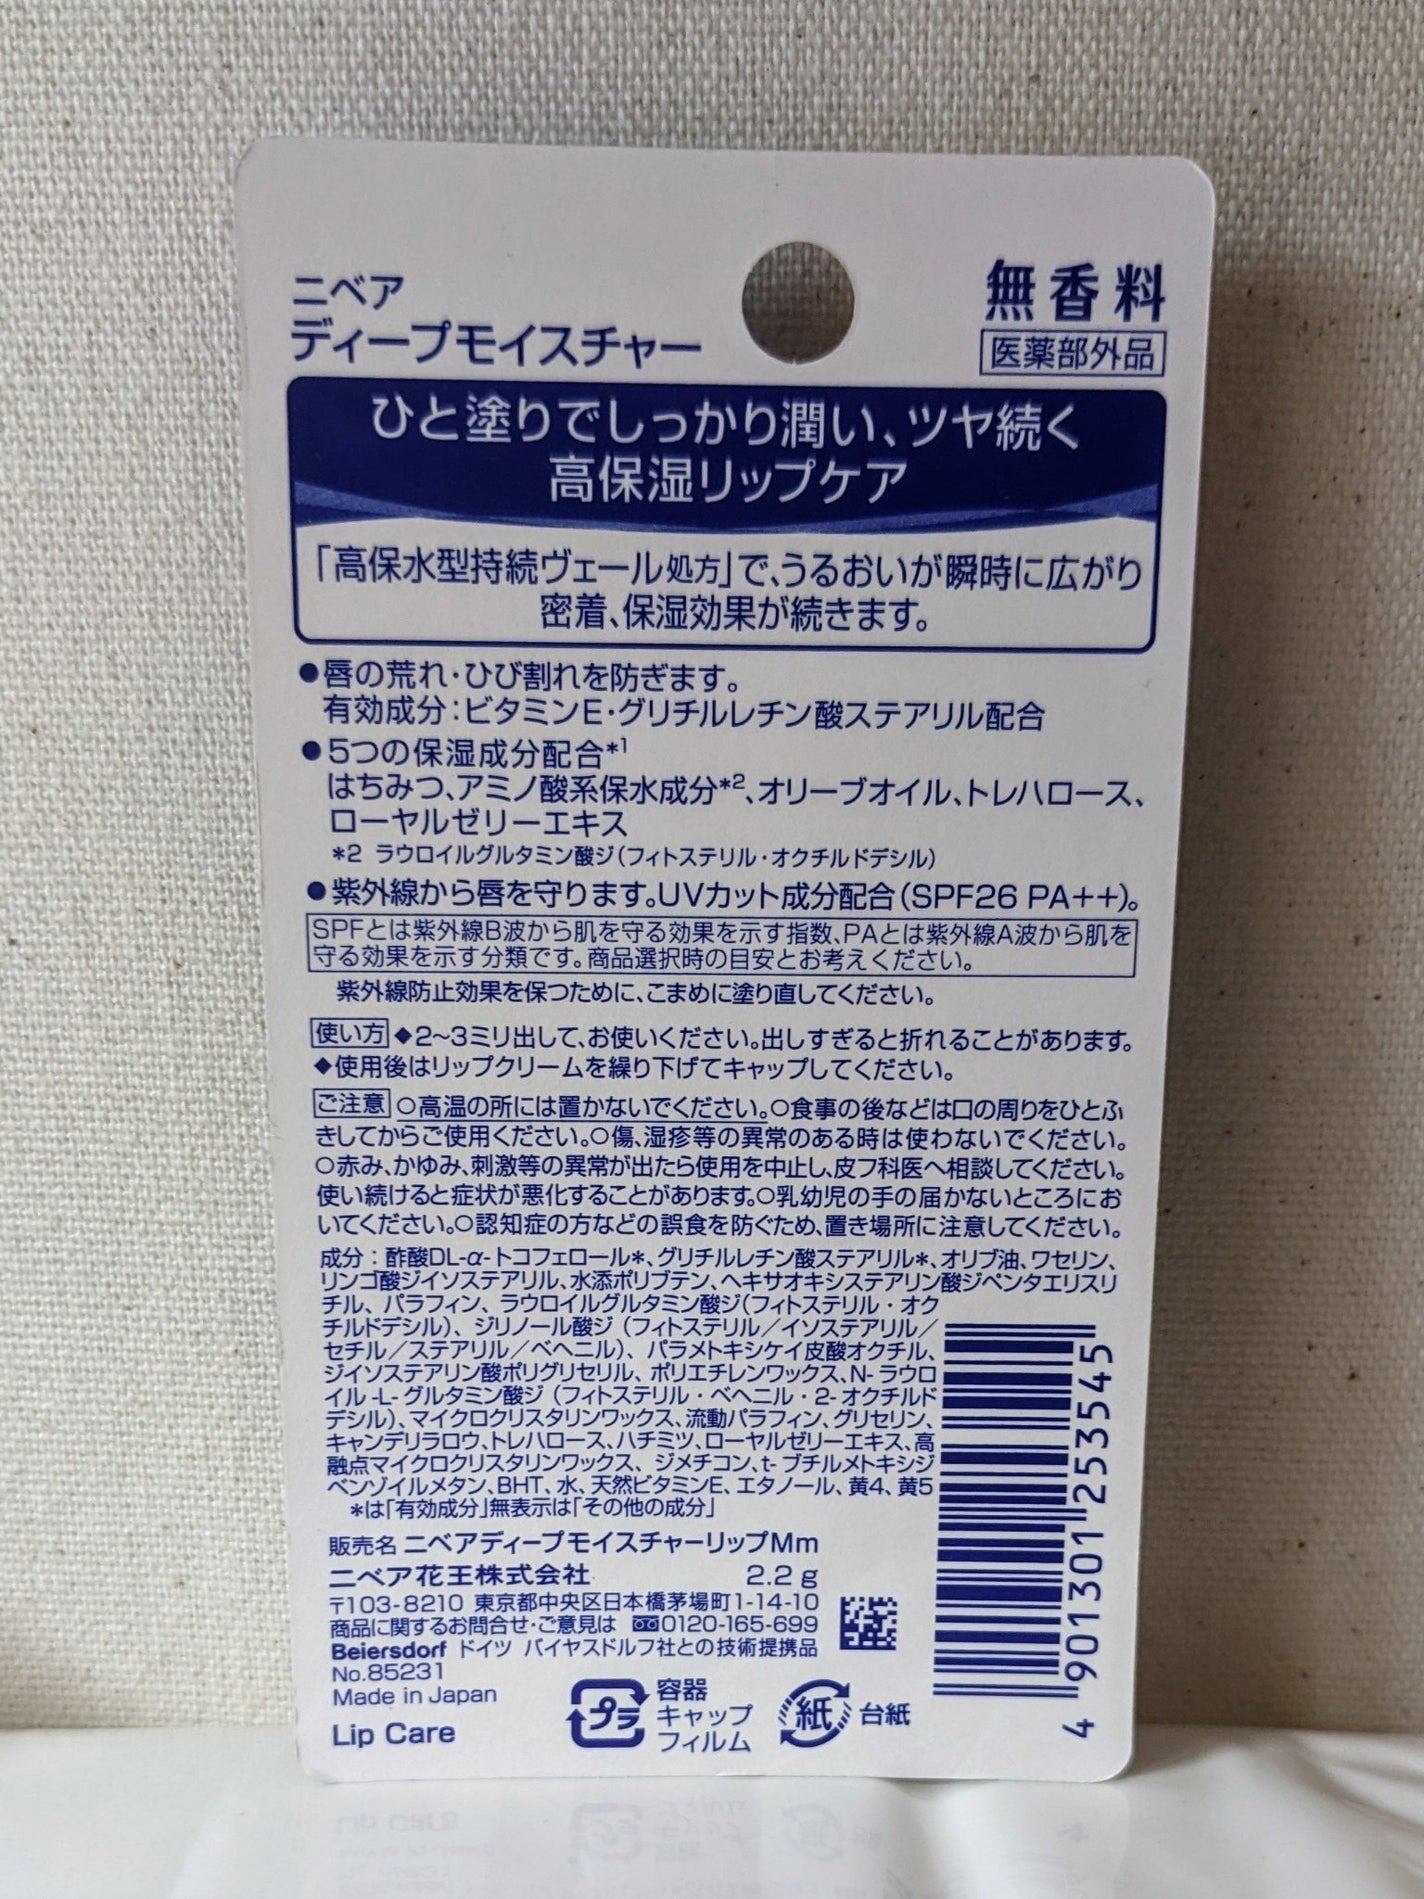 ニベア
ディープモイスチャー
無香料
医薬部外品
ひと塗りでしっかり潤い、ツヤ続く
高保湿リップケア
「高保水型持続ヴェール処方」で、うるおいが瞬時に広がり
密着、保湿効果が続きます。
●唇の荒れ・ひび割れを防ぎます。
有効成分：ビタミンE・グリチルレチン酸ステアリル配合
●5つの保湿成分配合*1
はちみつ、アミノ酸系保水成分*2、オリーブオイル、トレハロース、
ローヤルゼリーエキス
*2 ラウロイルグルタミン酸ジ（フィトステリル・オクチルドデシル）
●紫外線から唇を守ります。UVカット成分配合（SPF26 PA++）。
SPFとは紫外線B波から肌を守る効果を示す指数、PAとは紫外線A波から肌を
守る効果を示す分類です。商品選択時の目安とお考えください。
紫外線防止効果を保つために、こまめに塗り直してください。
使い方 ◆2〜3ミリ出して、お使いください。出しすぎると折れることがあります。
◆使用後はリップクリームを繰り下げてキャップしてください。
ご注意 ○高温の所には置かないでください。○食事の後などは口の周りをひとふ
きしてからご使用ください。○傷、湿疹等の異常のある時は使わないでください。
○赤み、かゆみ、刺激等の異常が出たら使用を中止し、皮フ科医へ相談してください。
使い続けると症状が悪化することがあります。○乳幼児の手の届かないところにお
いてください。○認知症の方などの誤食を防ぐため、置き場所に注意してください。
成分：酢酸DL-α-トコフェロール＊、グリチルレチン酸ステアリル＊、オリブ油、ワセリン、
リンゴ酸ジイソステアリル、水添ポリブテン、ヘキサオキシステアリン酸ジペンタエリスリ
チル、パラフィン、ラウロイルグルタミン酸ジ（フィトステリル・オク
チルドデシル）、ジリノール酸ジ（フィトステリル／イソステアリル／
セチル／ステアリル／ベヘニル）、パラメトキシケイ皮酸オクチル、
ジイソステアリン酸ポリグリセリル、ポリエチレンワックス、N-ラウロ
イル-L-グルタミン酸ジ（フィトステリル・ベヘニル・2-オクチルド
デシル）、マイクロクリスタリンワックス、流動パラフィン、グリセリン、
キャンデリラロウ、トレハロース、ハチミツ、ローヤルゼリーエキス、高
融点マイクロクリスタリンワックス、ジメチコン、t-ブチルメトキシジ
ベンゾイルメタン、BHT、水、天然ビタミンE、エタノール、黄4、黄5
＊は「有効成分」無表示は「その他の成分」
販売名 ニベアディープモイスチャーリップMm
ニベア花王株式会社 2.2g
〒103-8210 東京都中央区日本橋茅場町1-14-10
商品に関するお問合せ・ご意見は 0120-165-699
Beiersdorf ドイツ バイヤスドルフ社との技術提携品
No.85231
Made in Japan
Lip Care
プラ 容器
キャップ
フィルム
紙 台紙
4 901301 253545